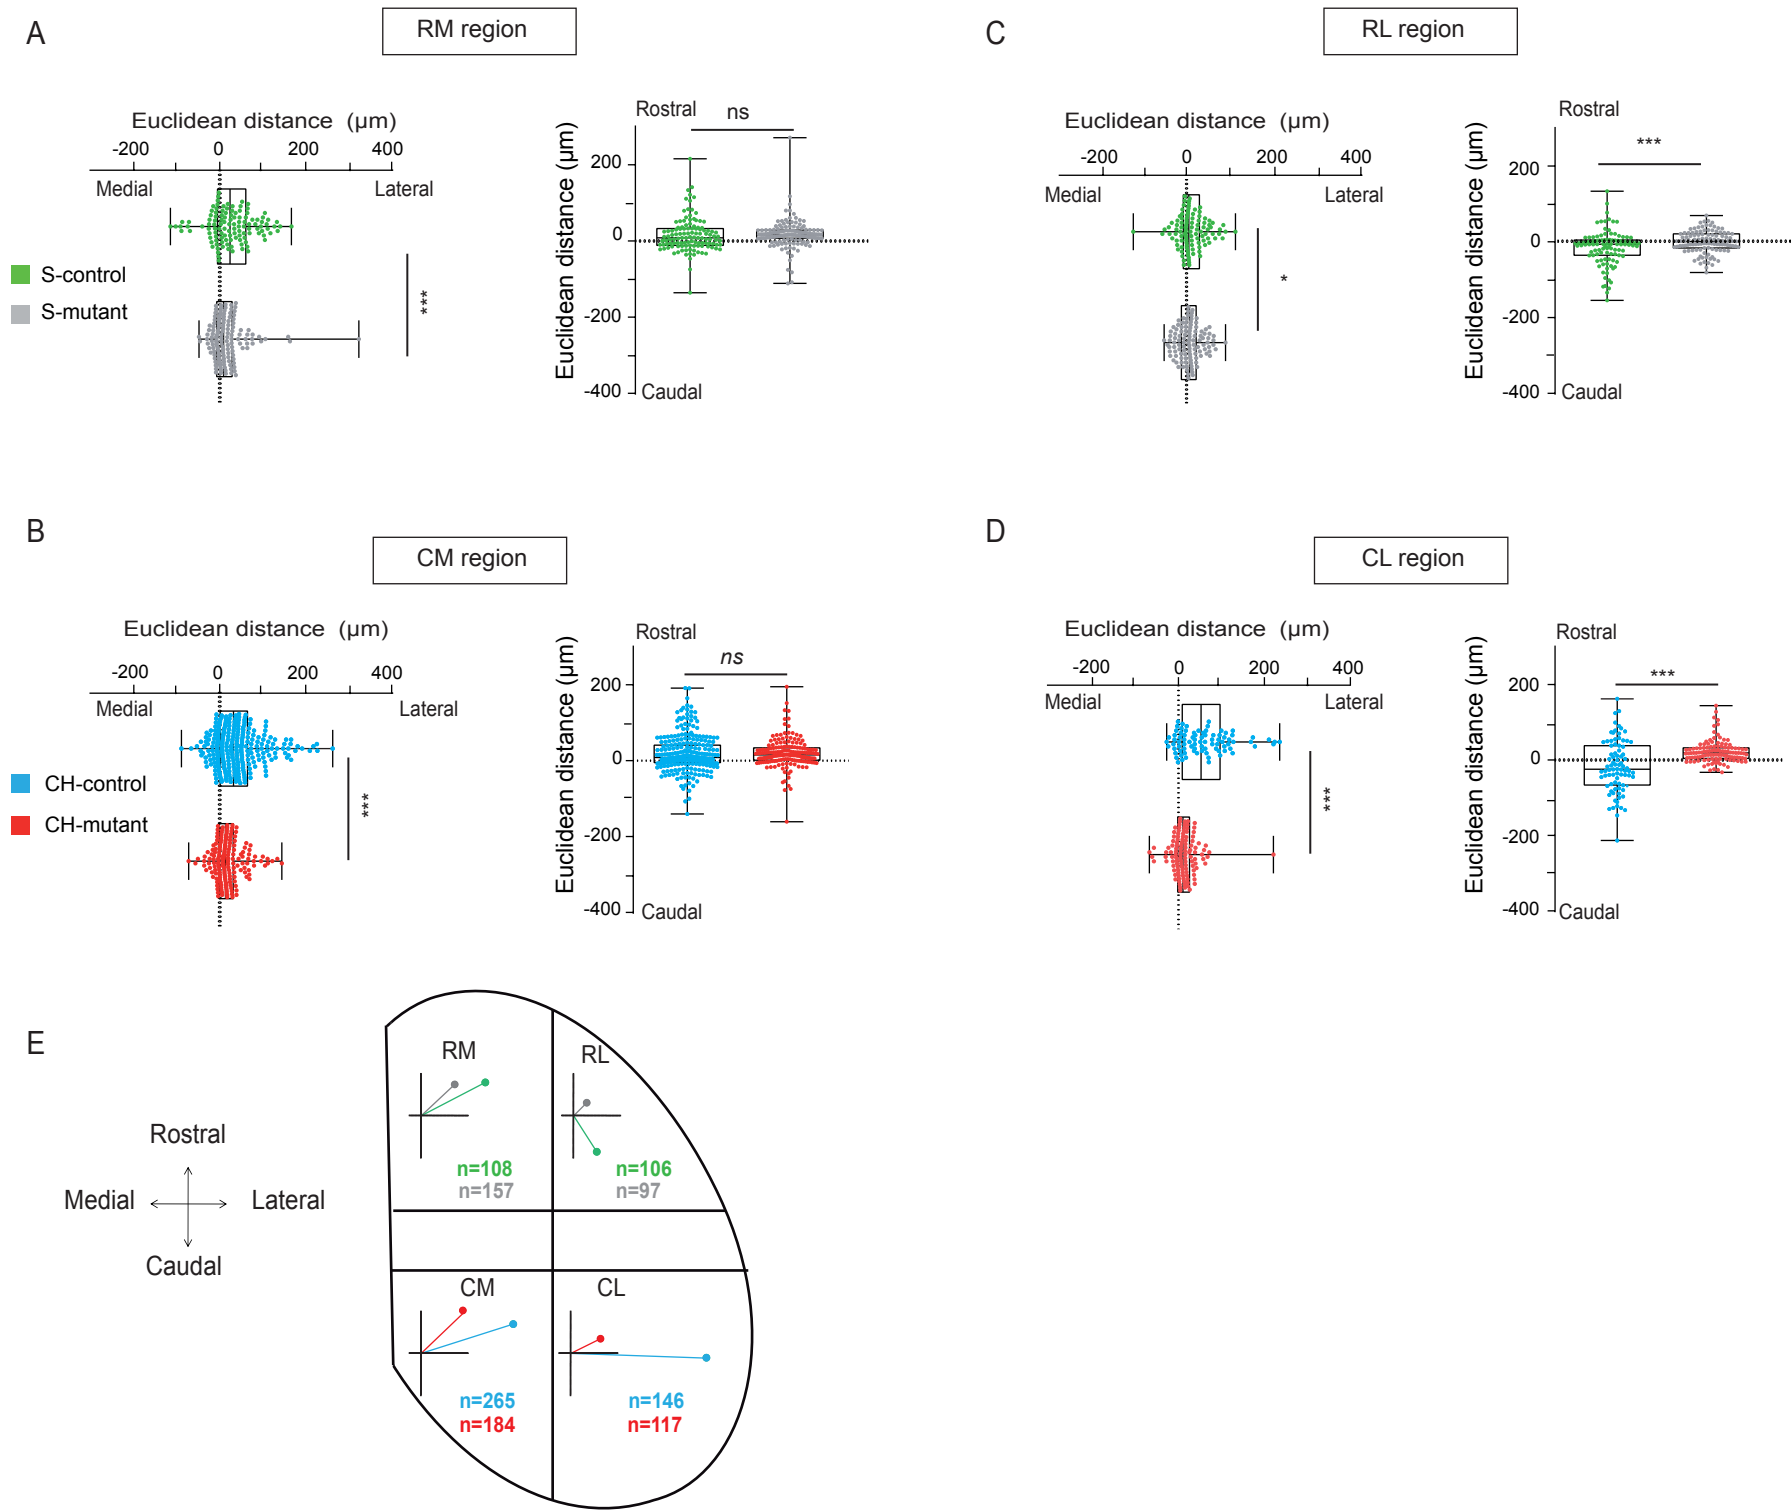 A
RM region
Euclidean distance (µm)
-200 0 200 400
Medial Lateral
***
S-control
S-mutant
Euclidean distance (µm)
Rostral
ns
200
0
-200
-400
Caudal
C
RL region
Euclidean distance (µm)
-200 0 200 400
Medial Lateral
*
Euclidean distance (µm)
Rostral
***
200
0
-200
-400
Caudal
B
CM region
Euclidean distance (µm)
-200 0 200 400
Medial Lateral
***
CH-control
CH-mutant
Euclidean distance (µm)
Rostral
ns
200
0
-200
-400
Caudal
D
CL region
Euclidean distance (µm)
-200 0 200 400
Medial Lateral
***
Euclidean distance (µm)
Rostral
***
200
0
-200
-400
Caudal
E
Rostral
Medial Lateral
Caudal
RM
n=108
n=157
RL
n=106
n=97
CM
n=265
n=184
CL
n=146
n=117